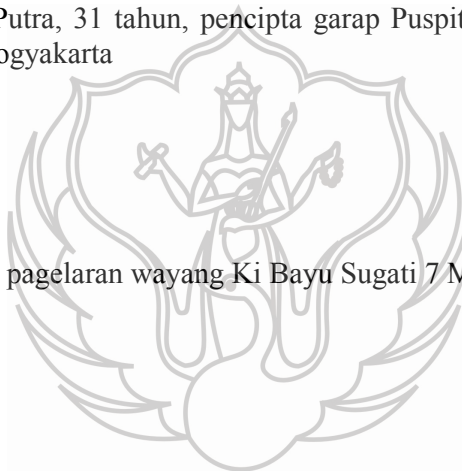 Putra, 31 tahun, pencipta garap Puspit
ogyakarta
pagelaran wayang Ki Bayu Sugati 7 M